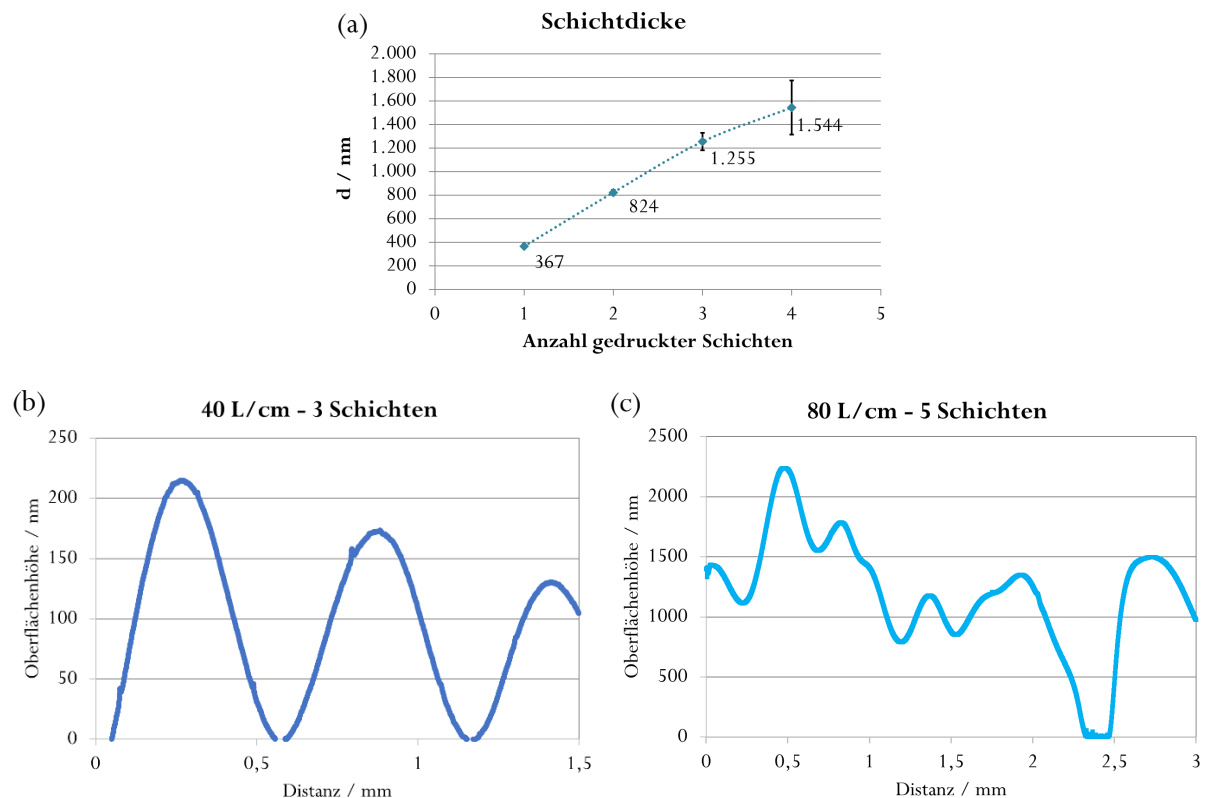 (a)
Schichtdicke
2.000
1.800
1.600
1.400
1.200
1.000
800
600
400
200
0
d / nm
367
824
1.255
1.544
0 1 2 3 4 5
Anzahl gedruckter Schichten
(b)
40 L/cm - 3 Schichten
250
200
150
100
50
0
Oberflächenhöhe / nm
0 0,5 1 1,5
Distanz / mm
(c)
80 L/cm - 5 Schichten
2500
2000
1500
1000
500
0
Oberflächenhöhe / nm
0 0,5 1 1,5 2 2,5 3
Distanz / mm